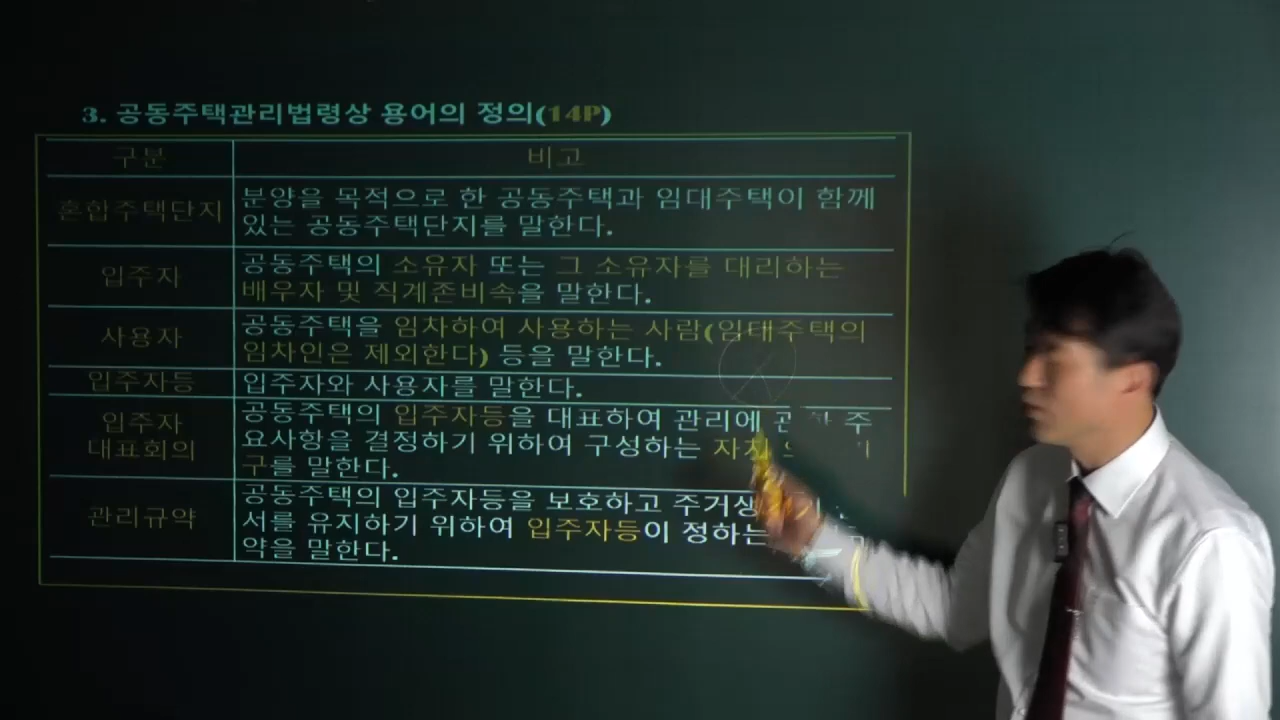 3. 공동주택관리법령상 용어의 정의(14P)
구분
비고
혼합주택단지
분양을 목적으로 한 공동주택과 임대주택이 함께
있는 공동주택단지를 말한다.
입주자
공동주택의 소유자 또는 그 소유자를 대리하는
배우자 및 직계존비속을 말한다.
사용자
공동주택을 임차하여 사용하는 사람(임대주택의
임차인은 제외한다) 등을 말한다.
입주자등
입주자와 사용자를 말한다.
입주자
대표회의
공동주택의 입주자등을 대표하여 관리에 주
요사항을 결정하기 위하여 구성하는
구를 말한다.
관리규약
공동주택의 입주자등을 보호하고
서를 유지하기 위하여 입주자등이 정하는
약을 말한다.